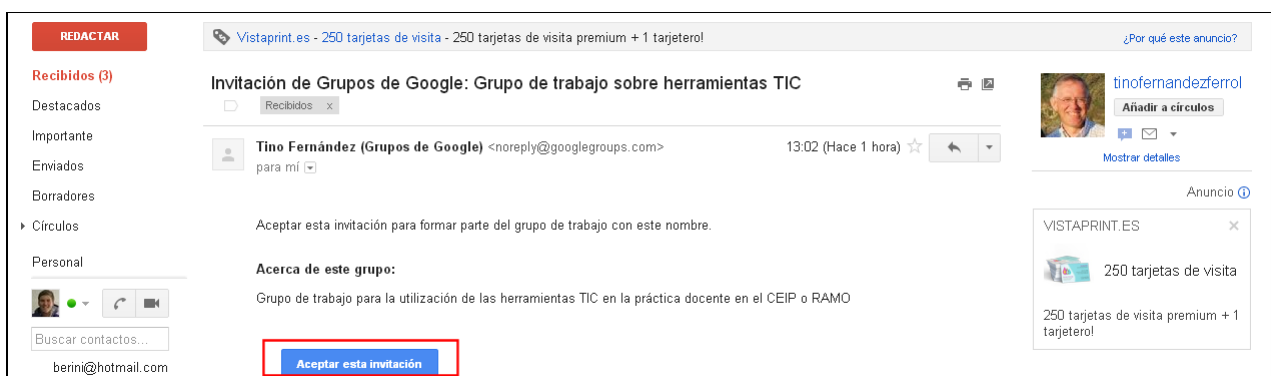 REDACTAR
Vistaprint.es - 250 tarjetas de visita - 250 tarjetas de visita premium + 1 tarjetero!
¿Por qué este anuncio?
Recibidos (3)
Destacados
Importante
Enviados
Borradores
Círculos
Personal
Buscar contactos...
berini@hotmail.com
Invitación de Grupos de Google: Grupo de trabajo sobre herramientas TIC
Recibidos x
Tino Fernández (Grupos de Google) <noreply@googlegroups.com>
13:02 (Hace 1 hora)
para mí
Aceptar esta invitación para formar parte del grupo de trabajo con este nombre.
Acerca de este grupo:
Grupo de trabajo para la utilización de las herramientas TIC en la práctica docente en el CEIP o RAMO
Aceptar esta invitación
tinofernandezferrol
Añadir a círculos
Mostrar detalles
Anuncio
VISTAPRINT.ES
250 tarjetas de visita
250 tarjetas de visita premium + 1
tarjetero!